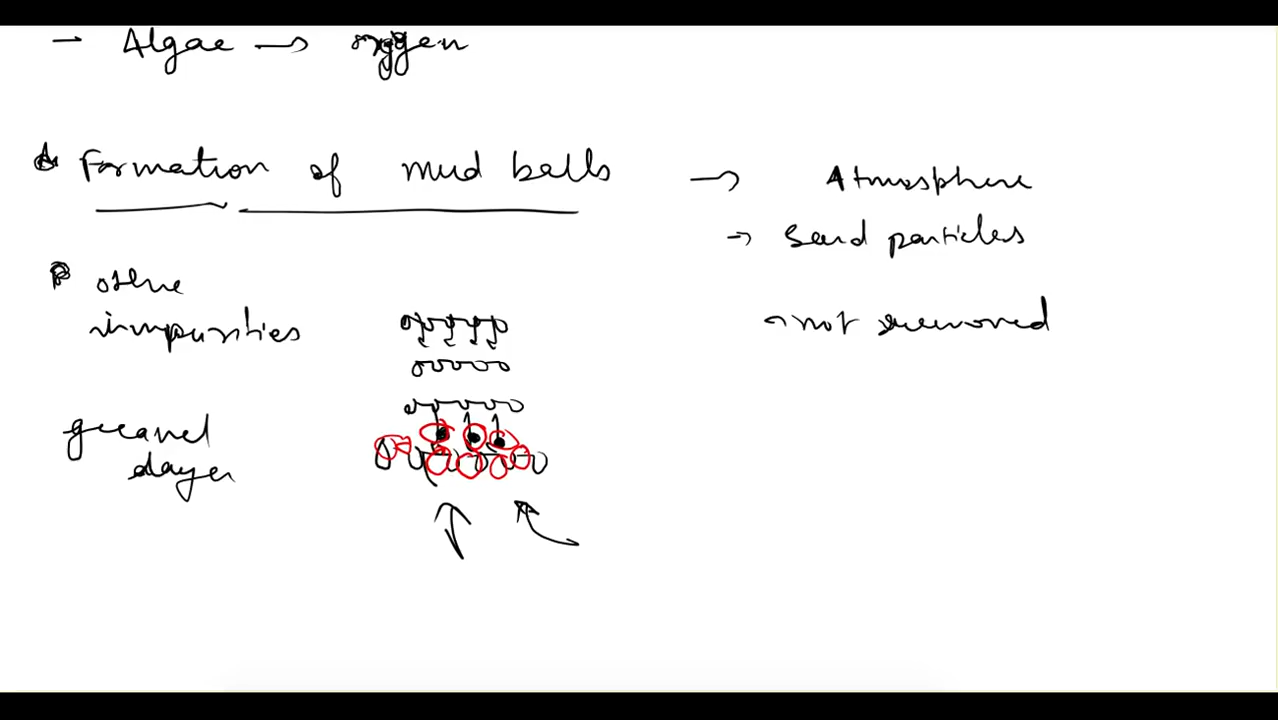 - Algae → oxygen
Formation of mud balls → Atmosphere
→ Sand particles
other
impurities
→ not removed
gravel
layer